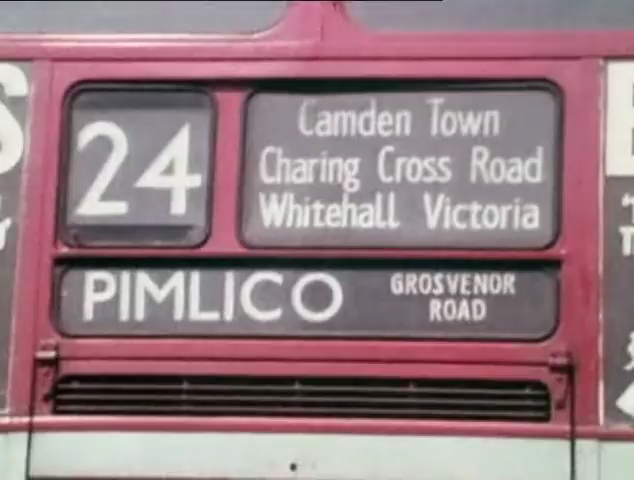 24
Camden Town
Charing Cross Road
Whitehall Victoria
PIMLICO
GROSVENOR
ROAD